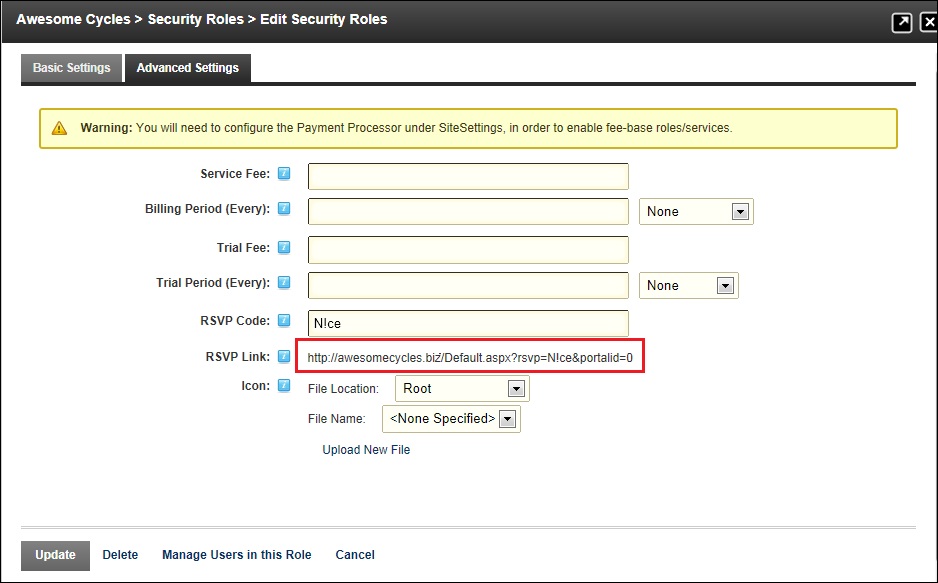 Awesome Cycles > Security Roles > Edit Security Roles
Basic Settings Advanced Settings
Warning: You will need to configure the Payment Processor under SiteSettings, in order to enable fee-base roles/services.
Service Fee:
Billing Period (Every): None
Trial Fee:
Trial Period (Every): None
RSVP Code: N!ce
RSVP Link: http://awesomecycles.biz/Default.aspx?rsvp=N!ce&portalid=0
Icon: File Location: Root
File Name: <None Specified>
Upload New File
Update Delete Manage Users in this Role Cancel